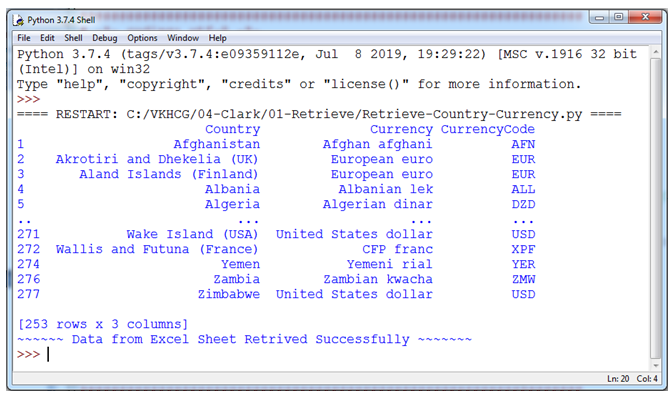 Python 3.7.4 Shell
File Edit Shell Debug Options Window Help
Python 3.7.4 (tags/v3.7.4:e09359112e, Jul  8 2019, 19:29:22) [MSC v.1916 32 bit
(Intel)] on win32
Type "help", "copyright", "credits" or "license()" for more information.
>>>
==== RESTART: C:/VKHCG/04-Clark/01-Retrieve/Retrieve-Country-Currency.py ====
Country Currency CurrencyCode
1 Afghanistan Afghan afghani AFN
2 Akrotiri and Dhekelia (UK) European euro EUR
3 Aland Islands (Finland) European euro EUR
4 Albania Albanian lek ALL
5 Algeria Algerian dinar DZD
.. ... ... ...
271 Wake Island (USA) United States dollar USD
272 Wallis and Futuna (France) CFP franc XPF
274 Yemen Yemeni rial YER
276 Zambia Zambian kwacha ZMW
277 Zimbabwe United States dollar USD
[253 rows x 3 columns]
~~~~~~ Data from Excel Sheet Retrived Successfully ~~~~~~~
>>>
Ln: 20 Col: 4